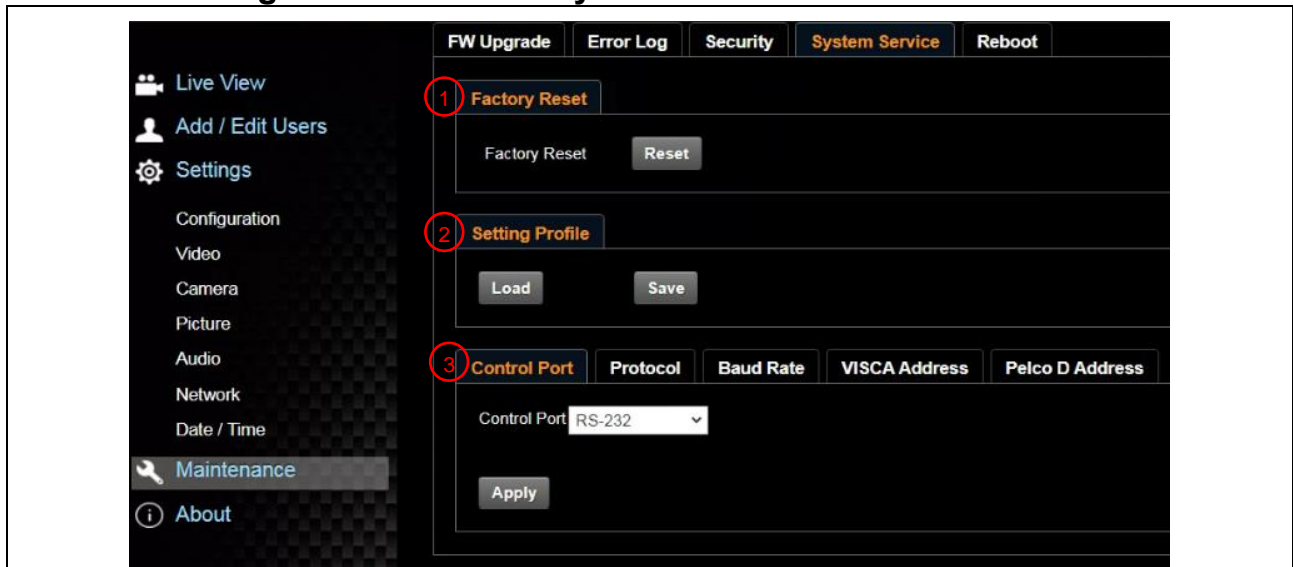 FW Upgrade Error Log Security System Service Reboot
Live View
Add / Edit Users
Settings
Configuration
Video
Camera
Picture
Audio
Network
Date / Time
Maintenance
About
1 Factory Reset
Factory Reset Reset
2 Setting Profile
Load Save
3 Control Port Protocol Baud Rate VISCA Address Pelco D Address
Control Port RS-232
Apply